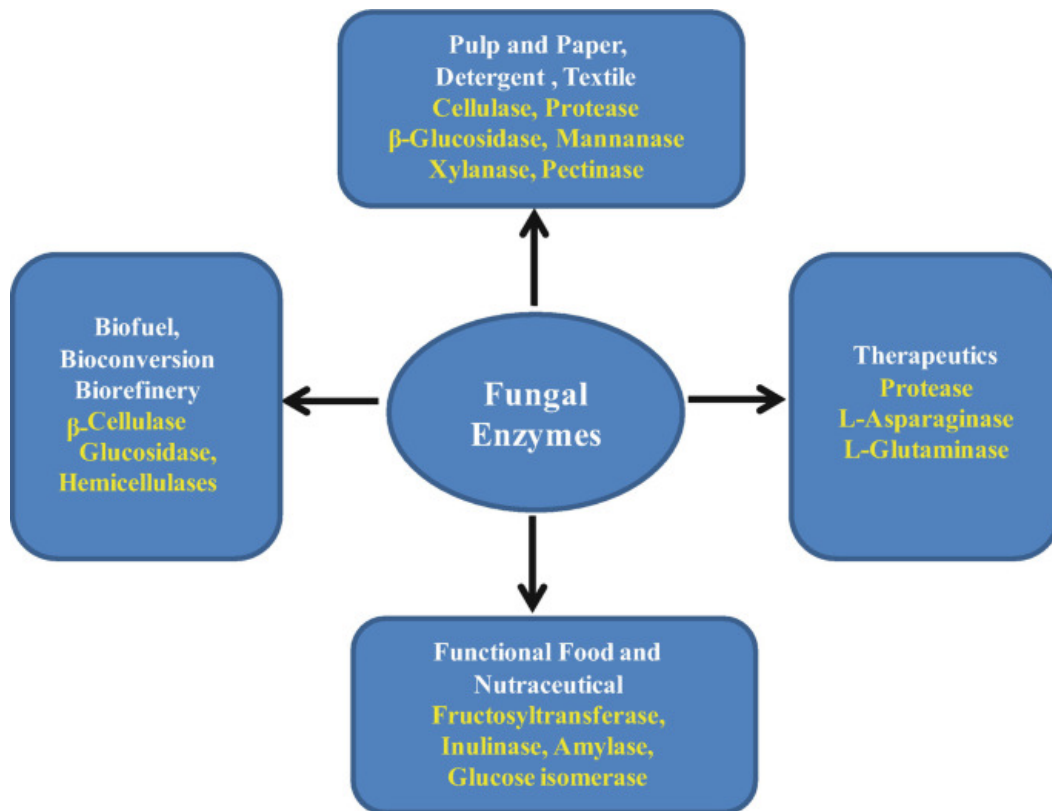 Pulp and Paper,
Detergent , Textile
Cellulase, Protease
β-Glucosidase, Mannanase
Xylanase, Pectinase
Biofuel,
Bioconversion
Biorefinery
β-Cellulase
Glucosidase,
Hemicellulases
Fungal
Enzymes
Therapeutics
Protease
L-Asparaginase
L-Glutaminase
Functional Food and
Nutraceutical
Fructosyltransferase,
Inulinase, Amylase,
Glucose isomerase